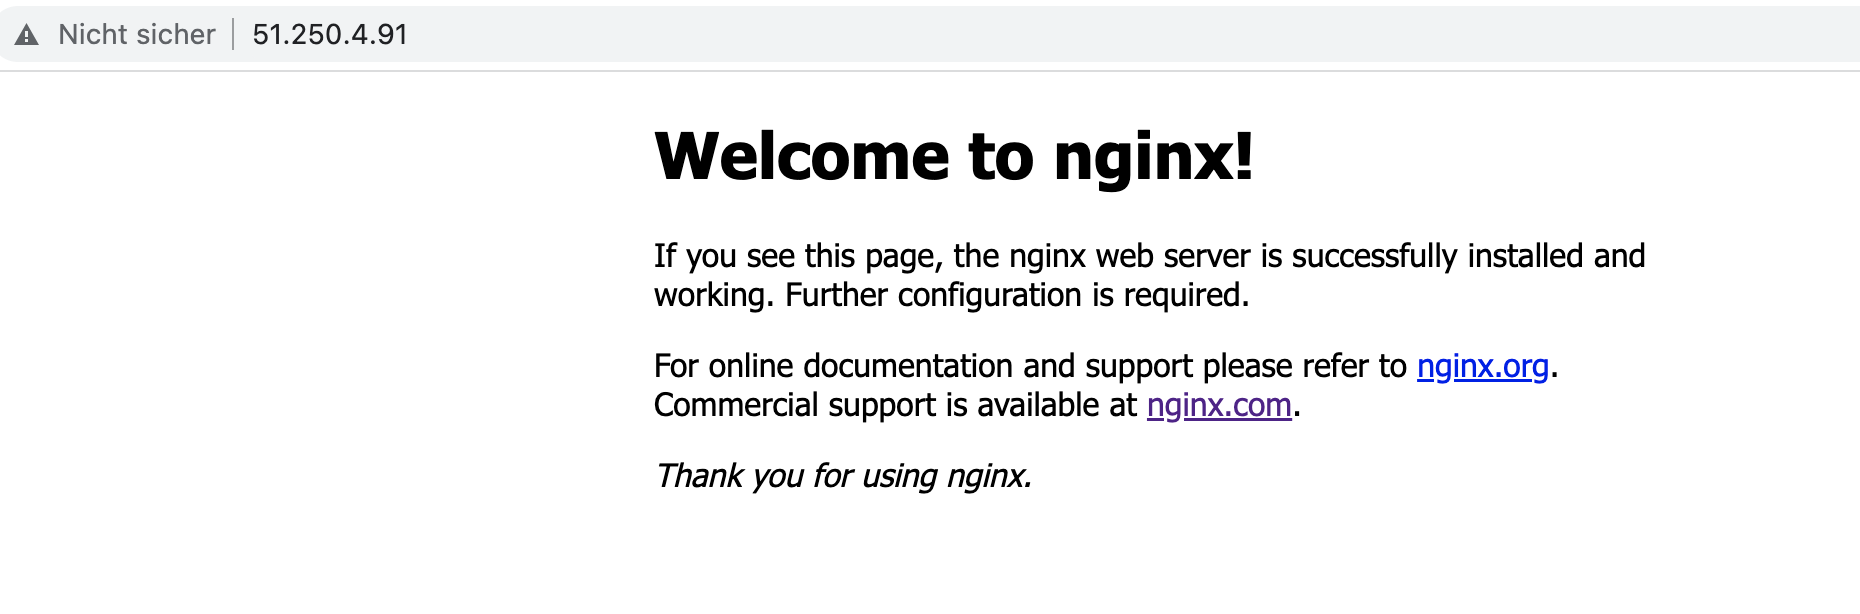 Nicht sicher | 51.250.4.91
Welcome to nginx!
If you see this page, the nginx web server is successfully installed and
working. Further configuration is required.
For online documentation and support please refer to nginx.org.
Commercial support is available at nginx.com.
Thank you for using nginx.